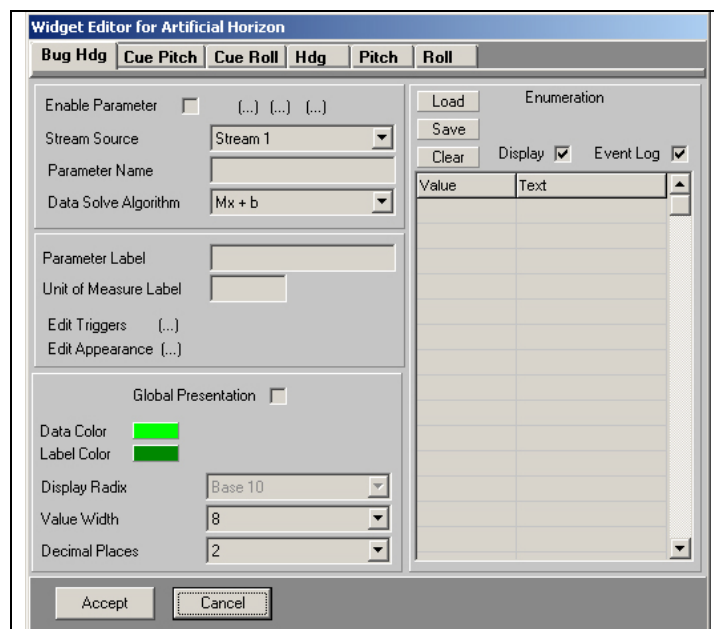 Widget Editor for Artificial Horizon
Bug Hdg Cue Pitch Cue Roll Hdg Pitch Roll
Enable Parameter (...) (...) (...)
Stream Source Stream 1
Parameter Name
Data Solve Algorithm Mx + b
Parameter Label
Unit of Measure Label
Edit Triggers (...)
Edit Appearance (...)
Global Presentation
Data Color
Label Color
Display Radix Base 10
Value Width 8
Decimal Places 2
Load Enumeration
Save
Clear Display Event Log
Value Text
Accept Cancel